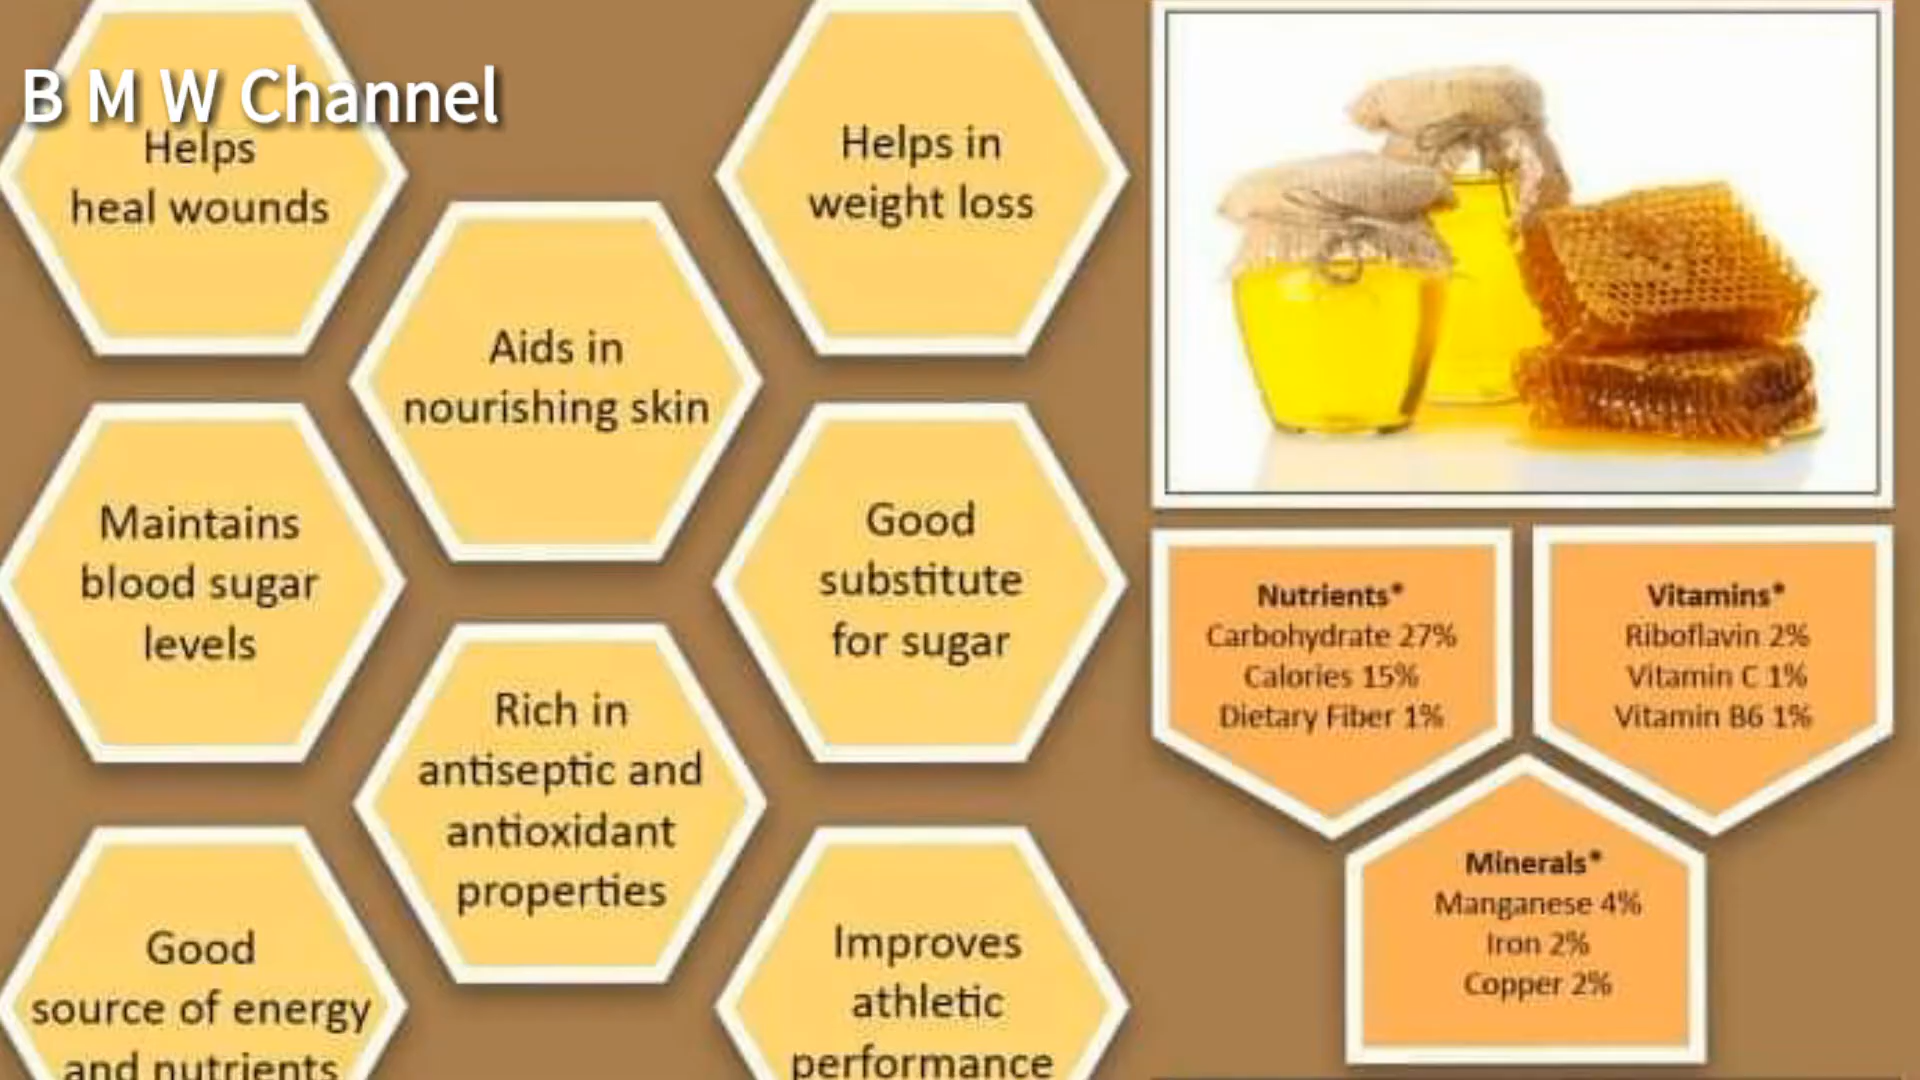 B M W Channel
Helps
heal wounds
Helps in
weight loss
Aids in
nourishing skin
Maintains
blood sugar
levels
Good
substitute
for sugar
Rich in
antiseptic and
antioxidant
properties
Good
source of energy
and nutrients
Improves
athletic
performance
Nutrients*
Carbohydrate 27%
Calories 15%
Dietary Fiber 1%
Vitamins*
Riboflavin 2%
Vitamin C 1%
Vitamin B6 1%
Minerals*
Manganese 4%
Iron 2%
Copper 2%